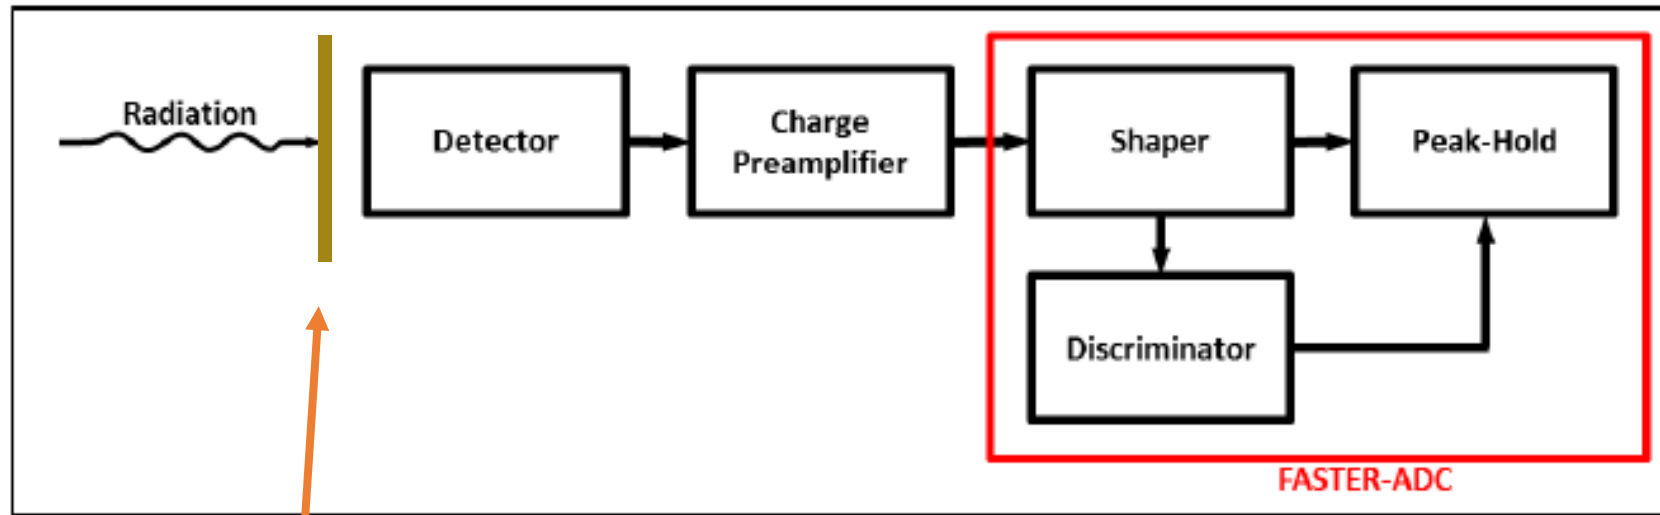 Radiation
Detector
Charge
Preamplifier
Shaper
Peak-Hold
Discriminator
FASTER-ADC